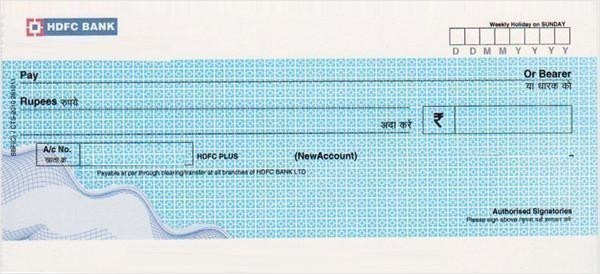 HDFC BANK
Weekly Holiday on SUNDAY
D D M M Y Y Y Y
Pay
Or Bearer
या धारक को
Rupees रुपये
अदा करें
₹
A/c No.
खाता क्र.
HDFC PLUS
(NewAccount)
Payable at par through clearing/transfer at all branches of HDFC BANK LTD
Authorised Signatories
Please sign above /